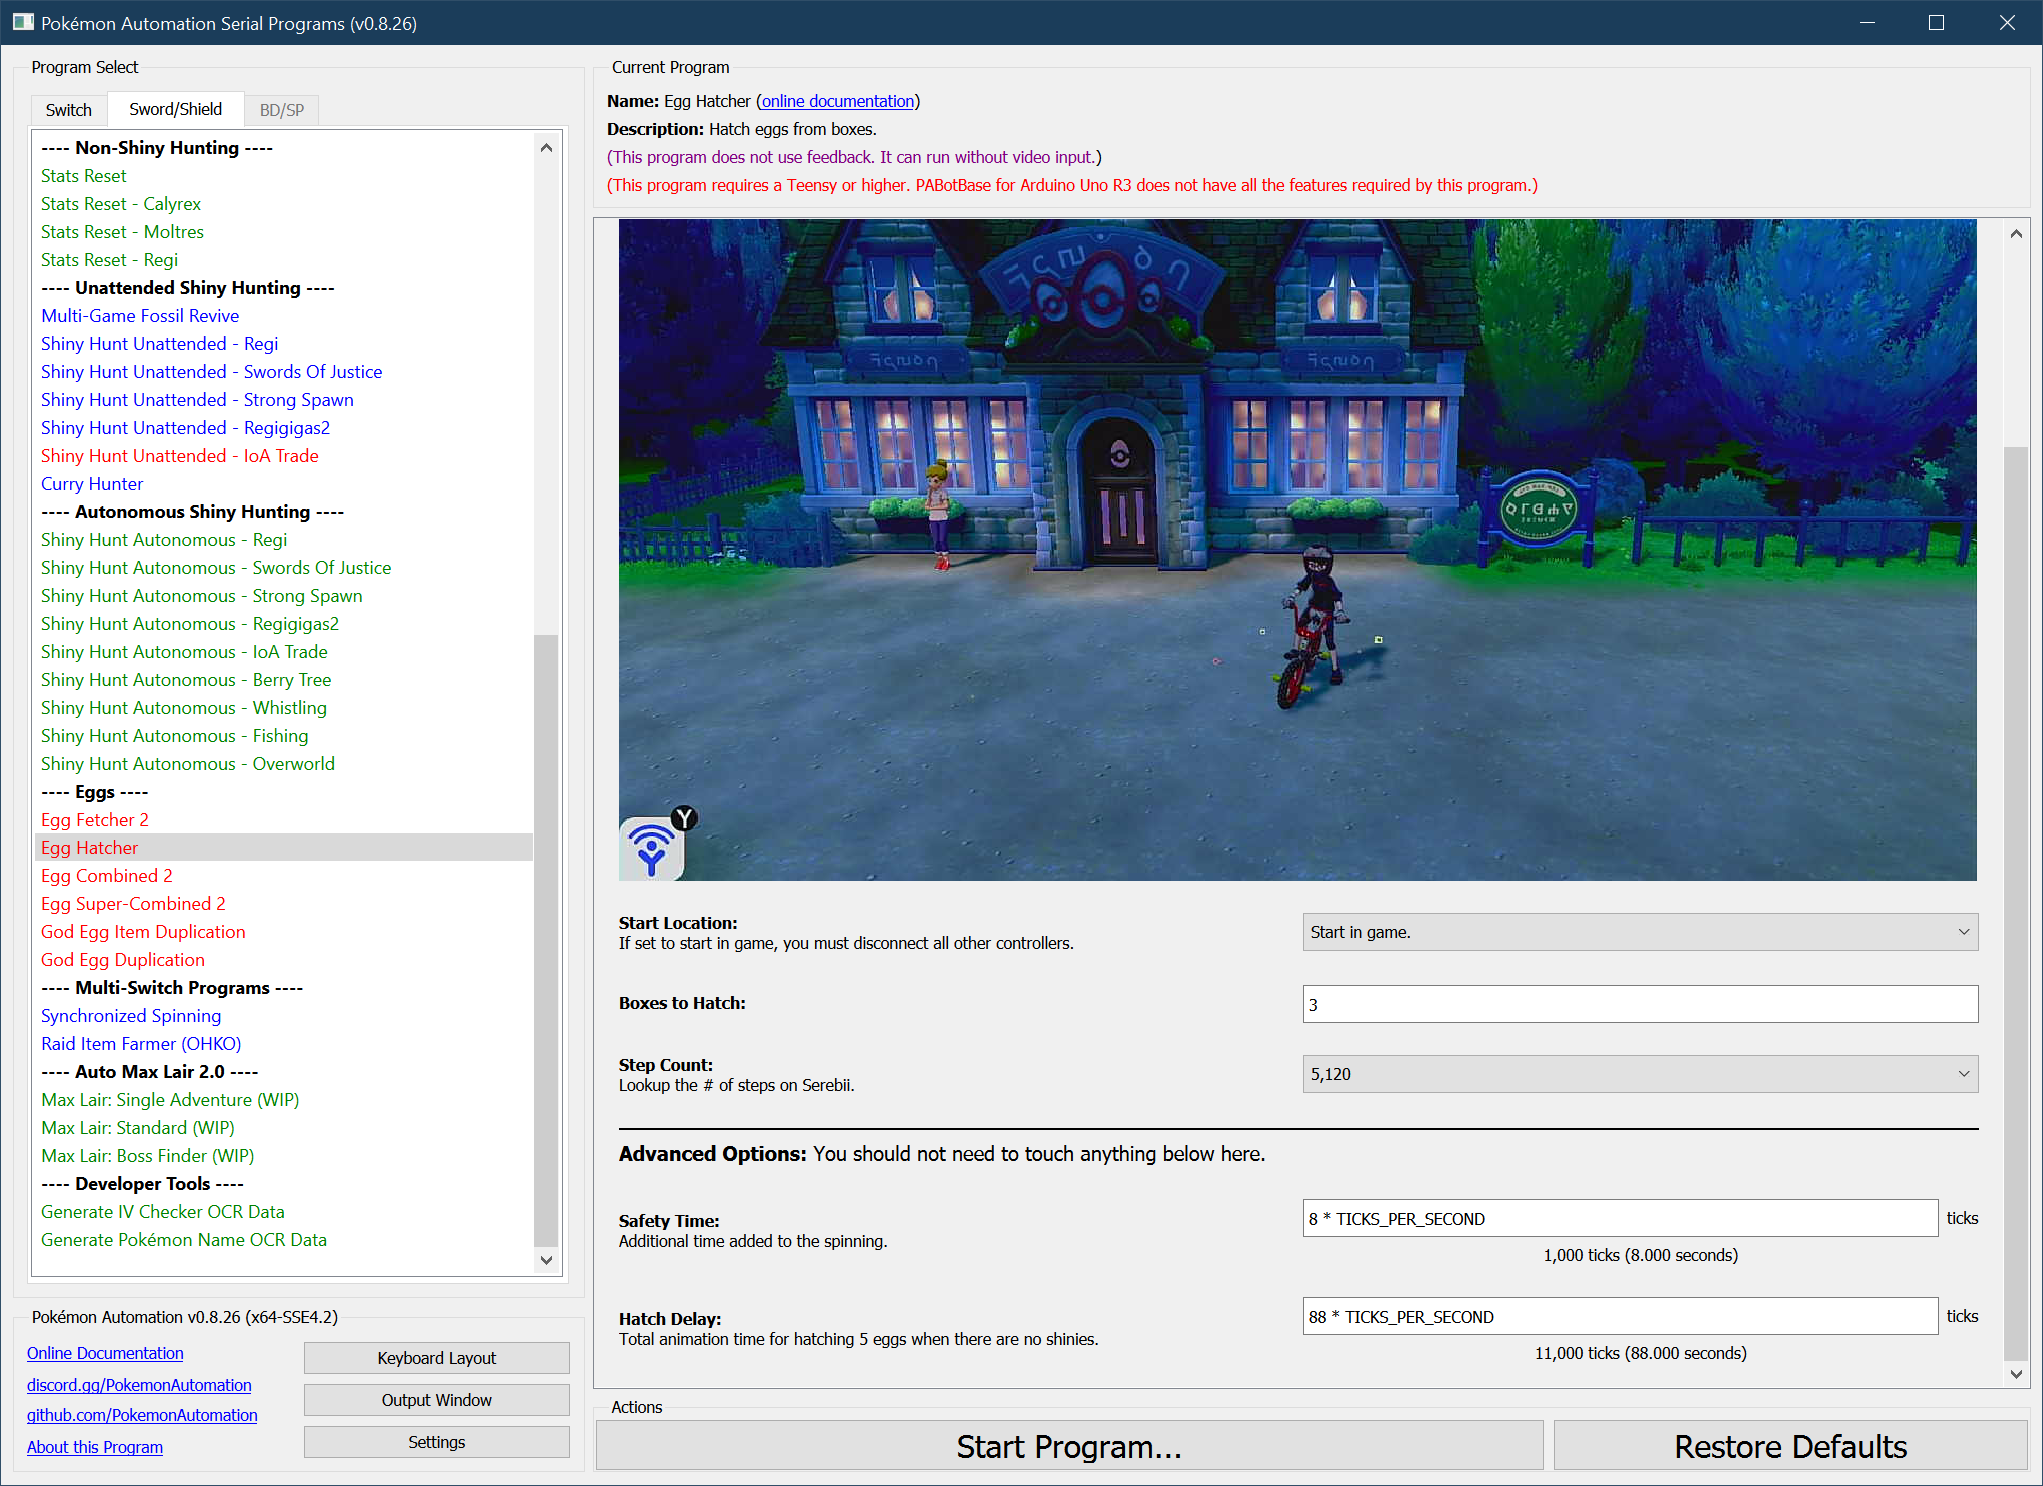 Pokémon Automation Serial Programs (v0.8.26)
Program Select
Switch
Sword/Shield
BD/SP
---- Non-Shiny Hunting ----
Stats Reset
Stats Reset - Calyrex
Stats Reset - Moltres
Stats Reset - Regi
---- Unattended Shiny Hunting ----
Multi-Game Fossil Revive
Shiny Hunt Unattended - Regi
Shiny Hunt Unattended - Swords Of Justice
Shiny Hunt Unattended - Strong Spawn
Shiny Hunt Unattended - Regigigas2
Shiny Hunt Unattended - IoA Trade
Curry Hunter
---- Autonomous Shiny Hunting ----
Shiny Hunt Autonomous - Regi
Shiny Hunt Autonomous - Swords Of Justice
Shiny Hunt Autonomous - Strong Spawn
Shiny Hunt Autonomous - Regigigas2
Shiny Hunt Autonomous - IoA Trade
Shiny Hunt Autonomous - Berry Tree
Shiny Hunt Autonomous - Whistling
Shiny Hunt Autonomous - Fishing
Shiny Hunt Autonomous - Overworld
---- Eggs ----
Egg Fetcher 2
Egg Hatcher
Egg Combined 2
Egg Super-Combined 2
God Egg Item Duplication
God Egg Duplication
---- Multi-Switch Programs ----
Synchronized Spinning
Raid Item Farmer (OHKO)
---- Auto Max Lair 2.0 ----
Max Lair: Single Adventure (WIP)
Max Lair: Standard (WIP)
Max Lair: Boss Finder (WIP)
---- Developer Tools ----
Generate IV Checker OCR Data
Generate Pokémon Name OCR Data
Pokémon Automation v0.8.26 (x64-SSE4.2)
Online Documentation
discord.gg/PokemonAutomation
github.com/PokemonAutomation
About this Program
Keyboard Layout
Output Window
Settings
Current Program
Name: Egg Hatcher (online documentation)
Description: Hatch eggs from boxes.
(This program does not use feedback. It can run without video input.)
(This program requires a Teensy or higher. PABotBase for Arduino Uno R3 does not have all the features required by this program.)
Y
Start Location:
If set to start in game, you must disconnect all other controllers.
Start in game.
Boxes to Hatch:
3
Step Count:
Lookup the # of steps on Serebii.
5,120
Advanced Options: You should not need to touch anything below here.
Safety Time:
Additional time added to the spinning.
8 * TICKS_PER_SECOND
ticks
1,000 ticks (8.000 seconds)
Hatch Delay:
Total animation time for hatching 5 eggs when there are no shinies.
88 * TICKS_PER_SECOND
ticks
11,000 ticks (88.000 seconds)
Actions
Start Program...
Restore Defaults